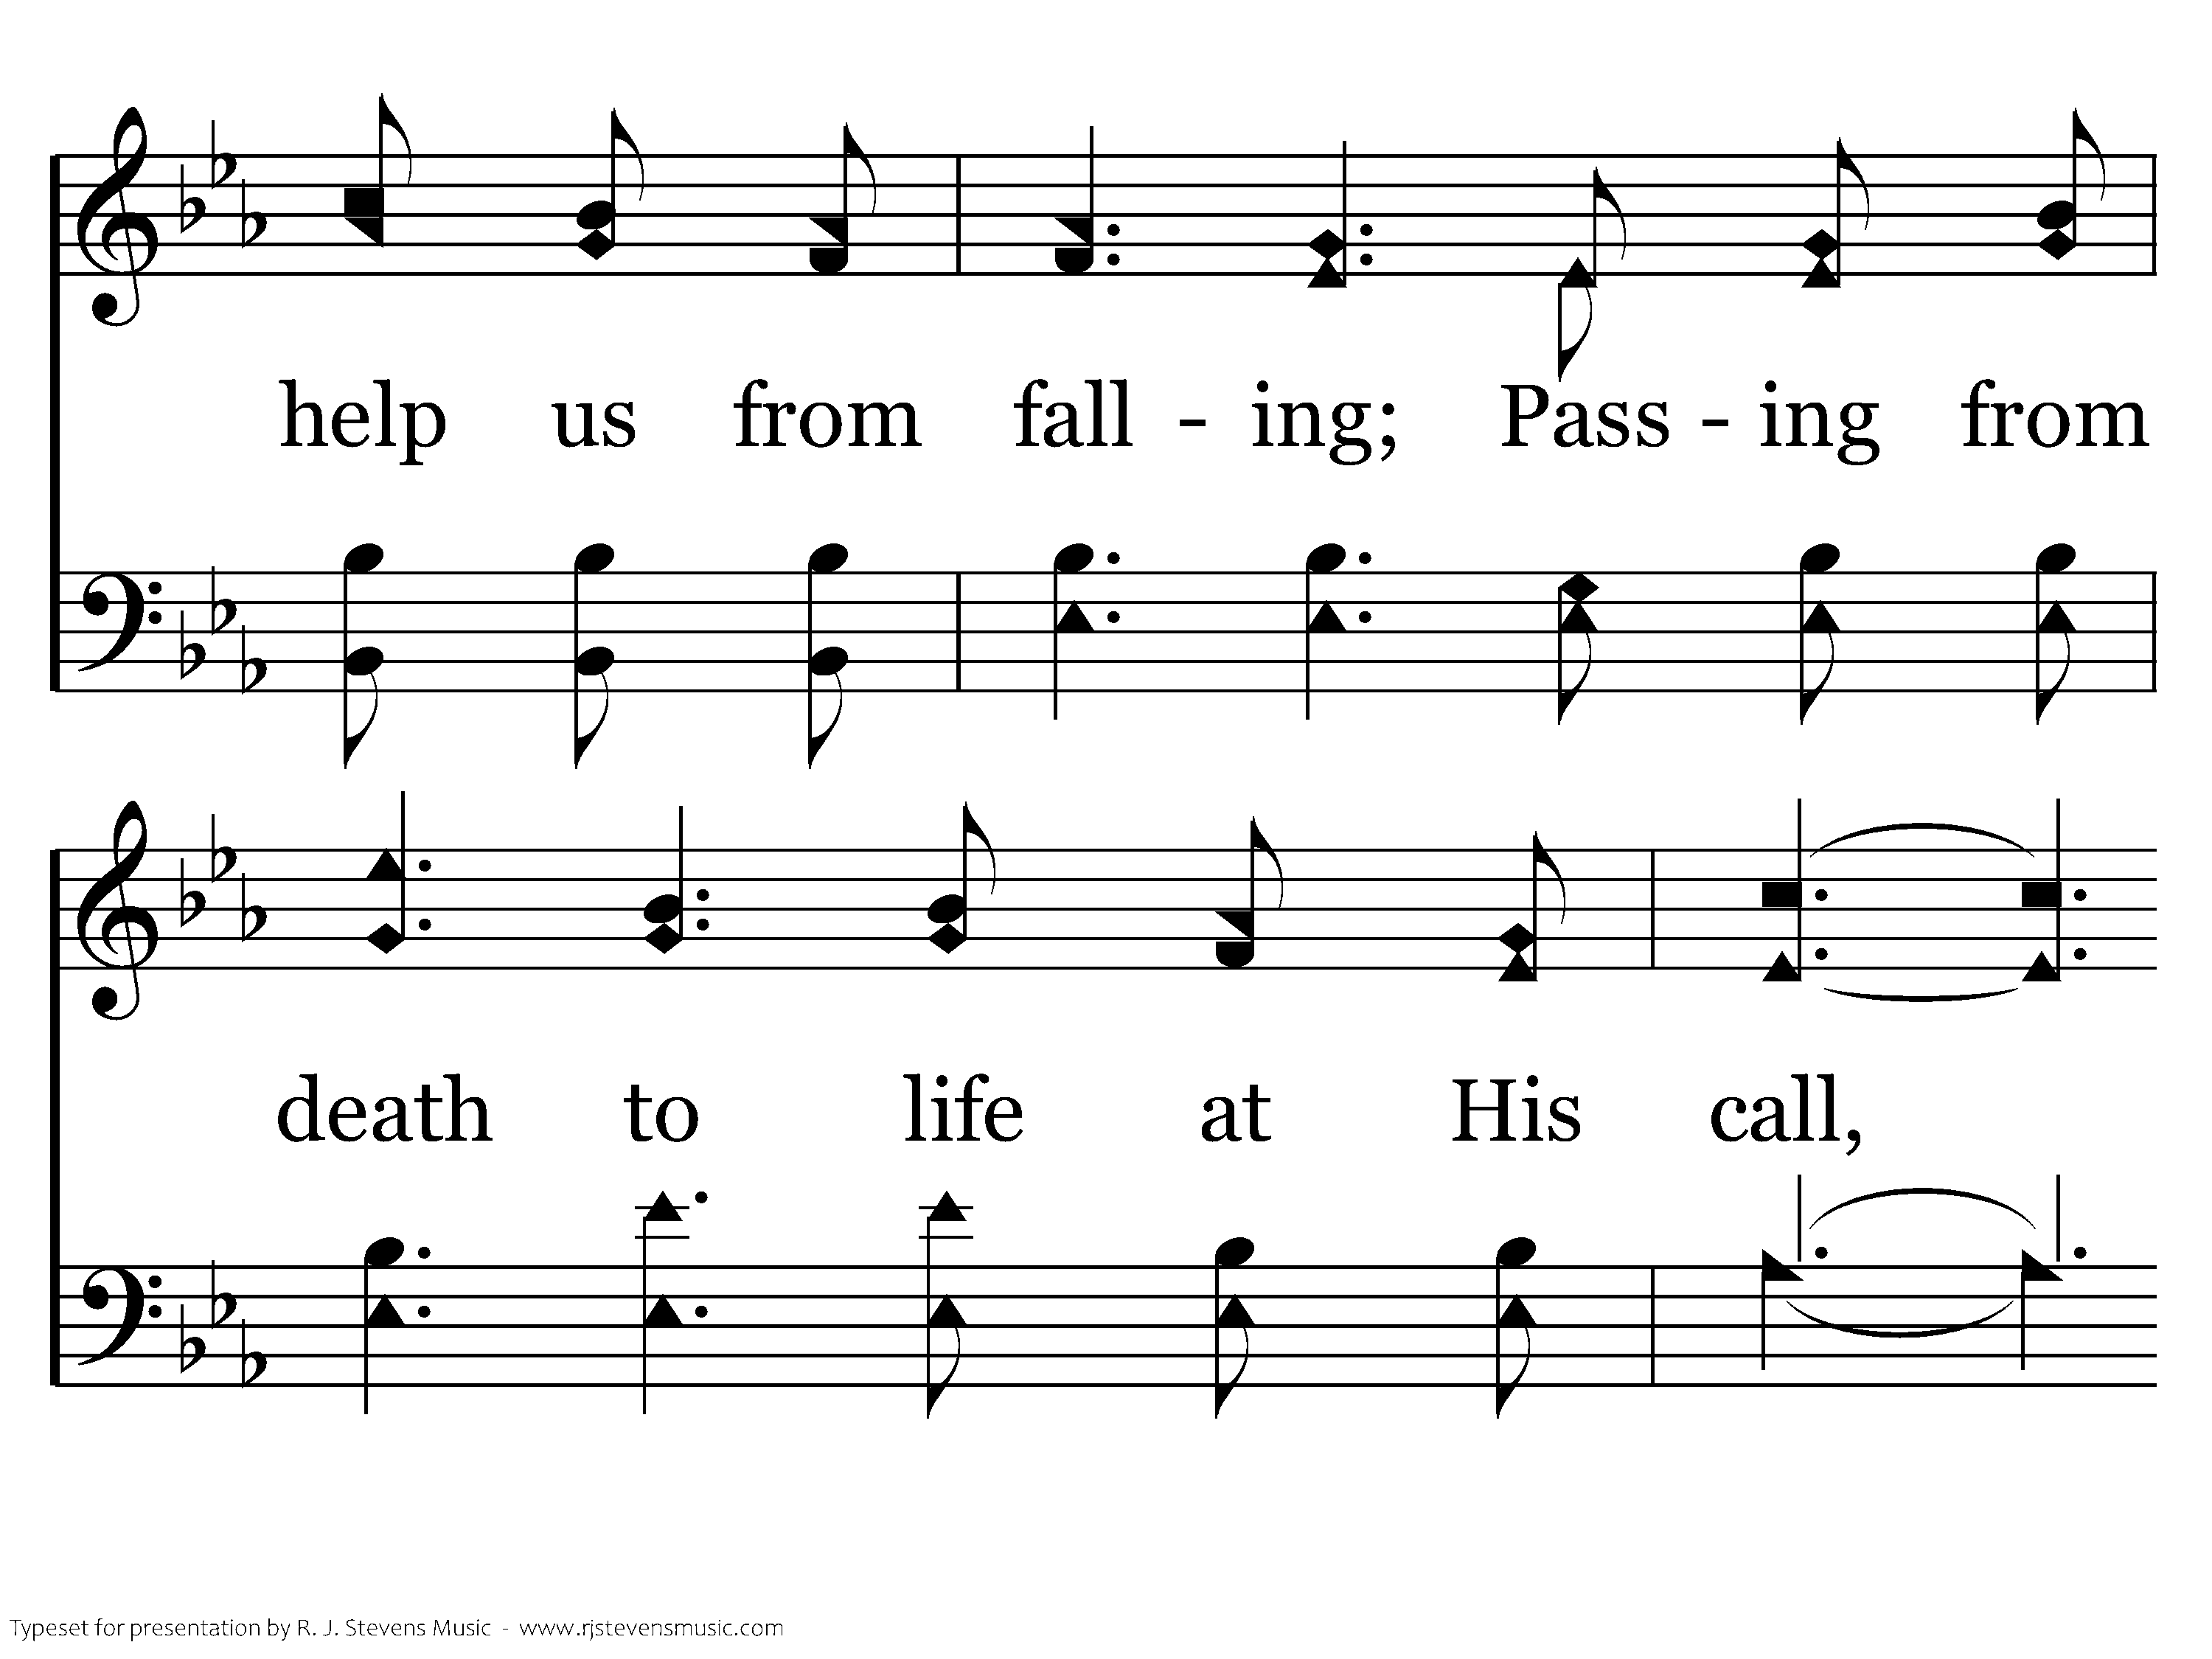 help us from fall - ing; Pass - ing from
death to life at His call,
Typeset for presentation by R. J. Stevens Music - www.rjstevensmusic.com